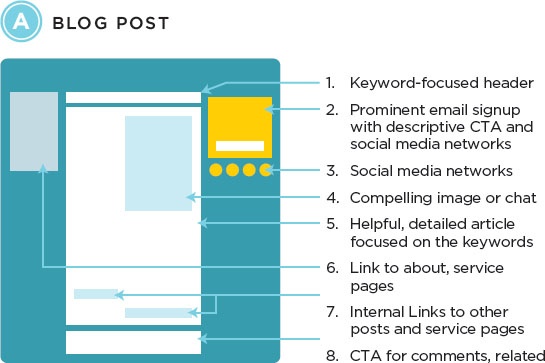 A BLOG POST
1. Keyword-focused header
2. Prominent email signup
with descriptive CTA and
social media networks
3. Social media networks
4. Compelling image or chat
5. Helpful, detailed article
focused on the keywords
6. Link to about, service
pages
7. Internal Links to other
posts and service pages
8. CTA for comments, related